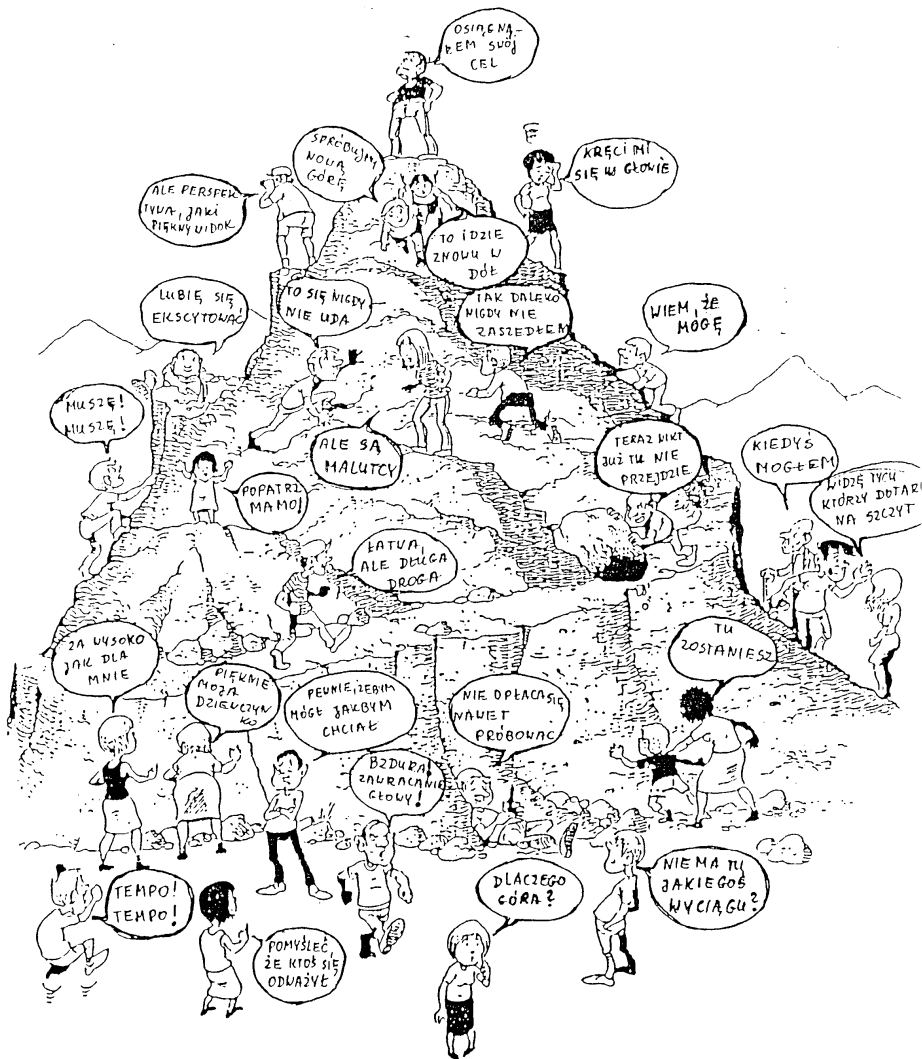 OSIĄGNĄ-
ŁEM SWÓJ
CEL
SPRÓBUJMY
NOWĄ
GÓRĘ
KRĘCI MI
SIĘ W GŁOWIE
ALE PERSPEK
TYWA, JAKI
PIĘKNY WIDOK
TO IDZIE
ZNOWU W
DÓŁ
LUBIĘ SIĘ
EKSCYTOWAĆ
TO SIĘ NIGDY
NIE UDA
TAK DALEKO
NIGDY NIE
ZASZEDŁEM
WIEM, ŻE
MOGĘ
MUSZĘ!
MUSZĘ!
ALE SĄ
MALUTCY
TERAZ NIKT
JUŻ TU NIE
PRZEJDZIE
KIEDYŚ
MOGŁEM
WIDZĘ TYCH
KTÓRZY DOTARL
NA SZCZYT
POPATRZ
MAMO!
ŁATWA,
ALE DŁUGA
DROGA
ZA WYSOKO
JAK DLA
MNIE
PIĘKNIE
MOJA
DZIEWCZYN
KO
PEWNIE, ŻEBYM
MÓGŁ JAKBYM
CHCIAŁ
NIE OPŁACA SIĘ
NAWET
PRÓBOWAĆ
TU
ZOSTANIESZ
BZDURA!
ZAWRACANIE
GŁOWY!
TEMPO!
TEMPO!
POMYŚLEĆ,
ŻE KTOŚ SIĘ
ODWAŻYŁ
DLACZEGO
GÓRA?
NIE MA TU
JAKIEGOŚ
WYCIĄGU?